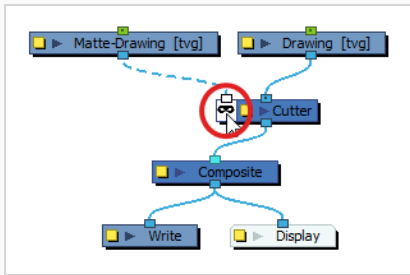 Matte-Drawing [tvg]
Drawing [tvg]
Cutter
Composite
Write
Display